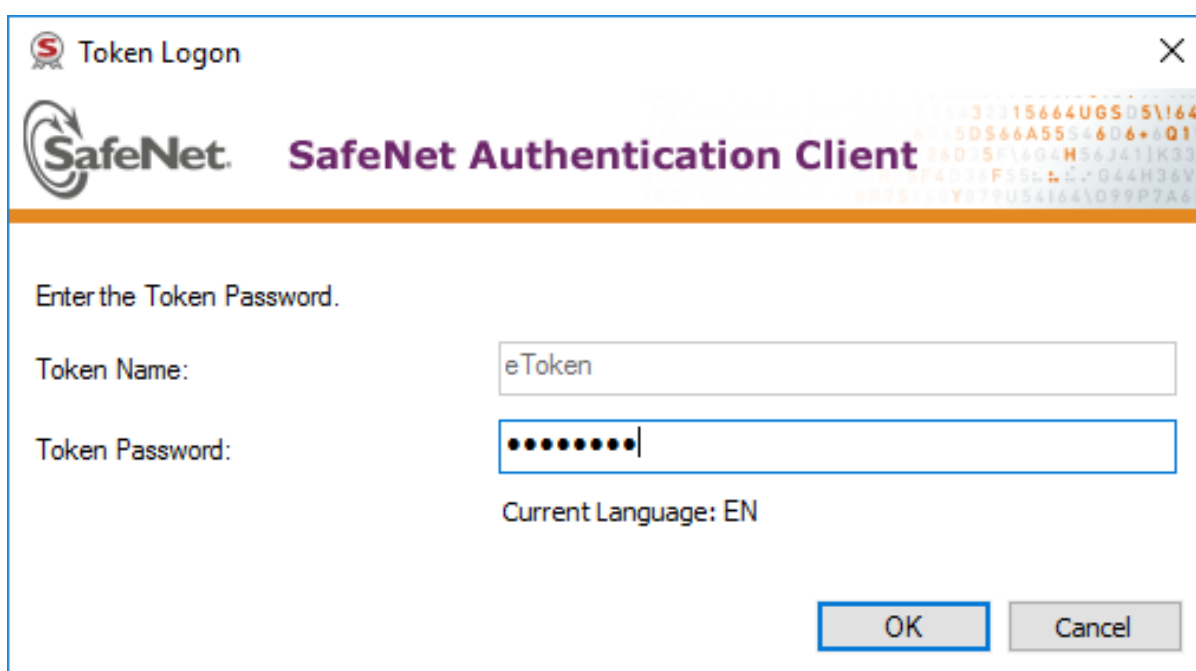 Token Logon
SafeNet.
SafeNet Authentication Client
Enter the Token Password.
Token Name:
eToken
Token Password:
Current Language: EN
OK
Cancel